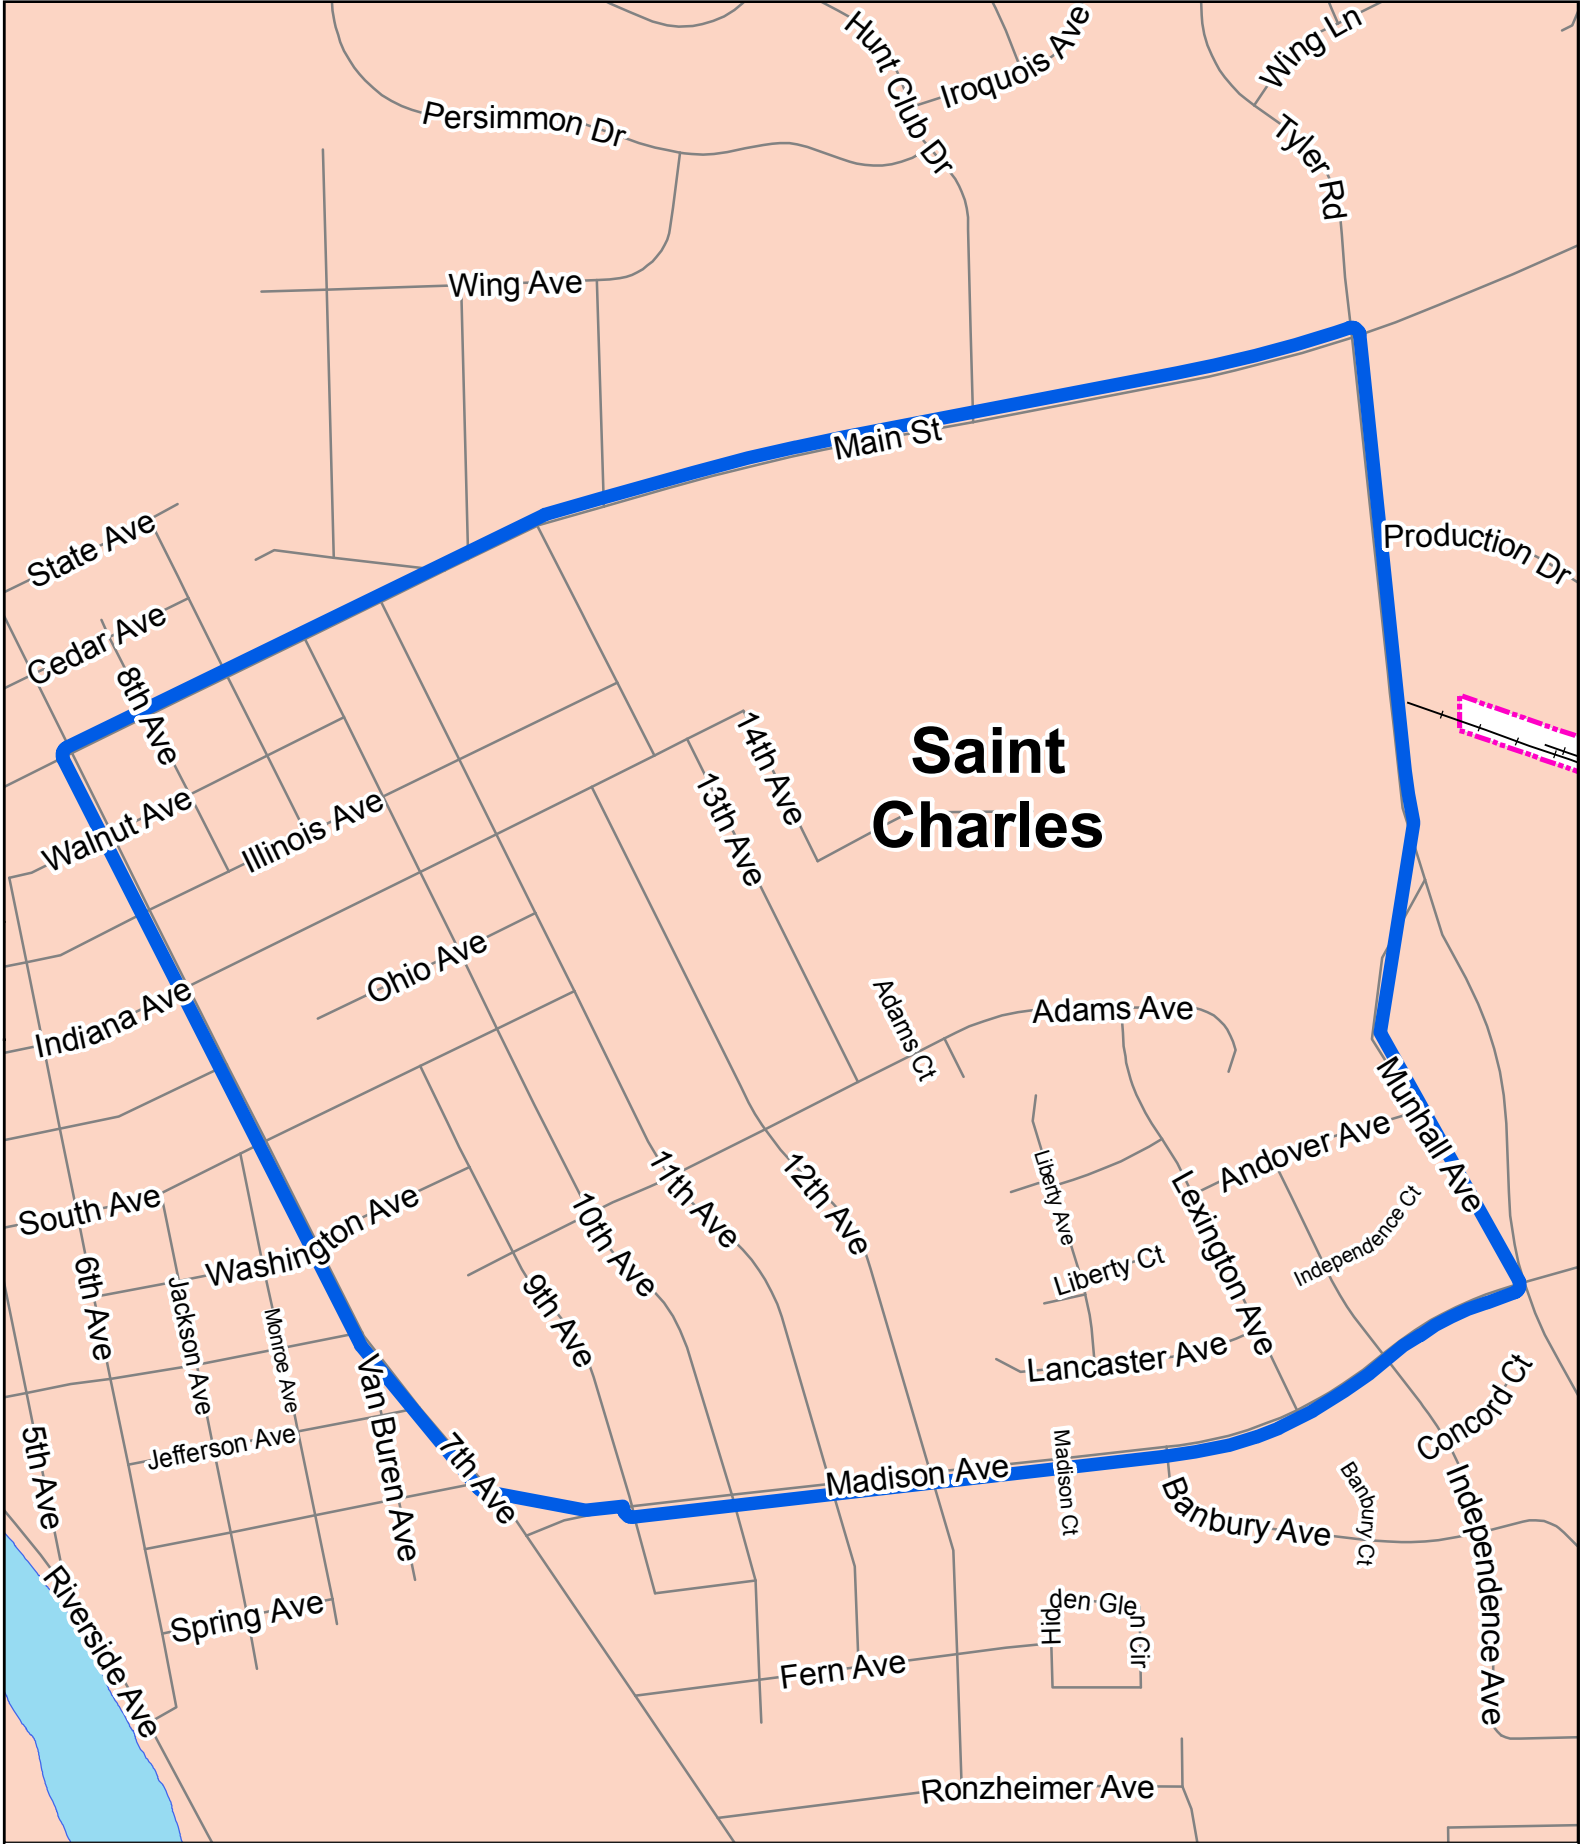 Hunt Club Dr
Iroquois Ave
Wing Ln
Persimmon Dr
Tyler Rd
Wing Ave
Main St
State Ave
Production Dr
Cedar Ave
8th Ave
14th Ave
Saint
Charles
13th Ave
Walnut Ave
Illinois Ave
Ohio Ave
Indiana Ave
Adams Ct
Adams Ave
Munhall Ave
Andover Ave
Liberty Ave
12th Ave
11th Ave
10th Ave
Lexington Ave
Independence Ct
South Ave
Washington Ave
Liberty Ct
6th Ave
Jackson Ave
Monroe Ave
9th Ave
Lancaster Ave
Van Buren Ave
Concord Ct
5th Ave
Jefferson Ave
7th Ave
Madison Ave
Madison Ct
Banbury Ave
Banbury Ct
Independence Ave
Riverside Ave
Spring Ave
Hidden Glen Cir
Fern Ave
Ronzheimer Ave